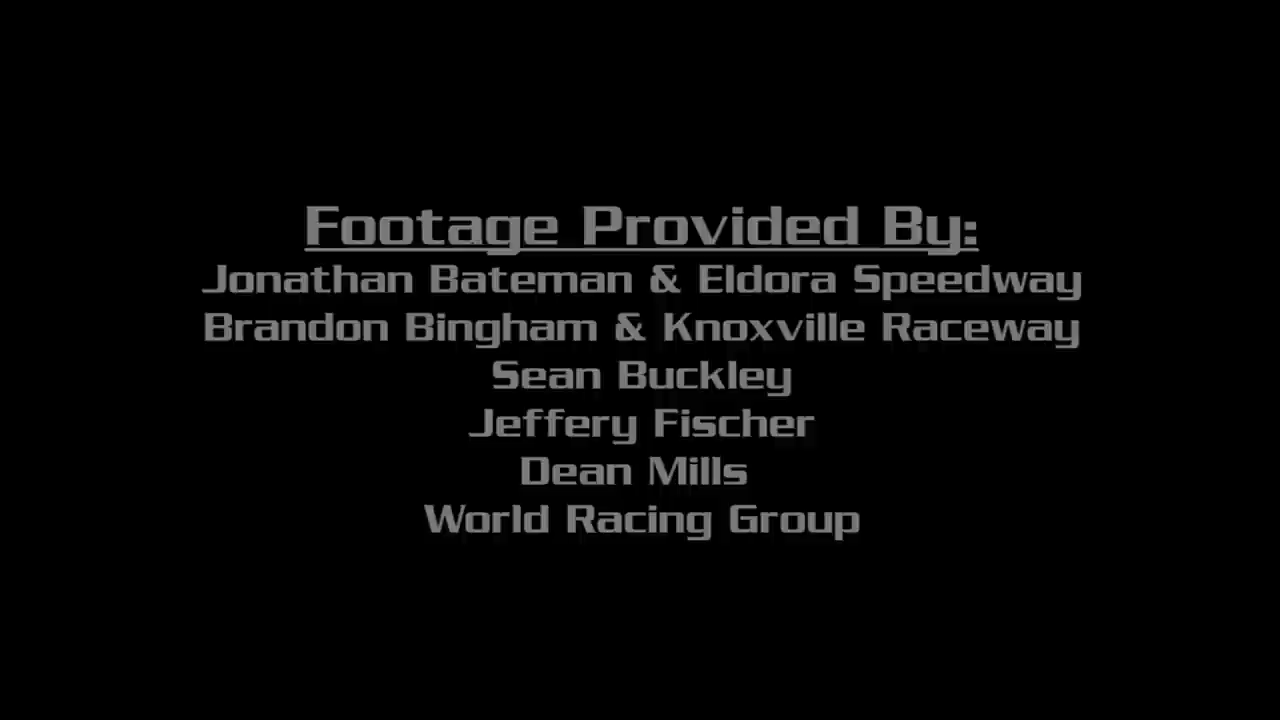 Footage Provided By:
Jonathan Bateman & Eldora Speedway
Brandon Bingham & Knoxville Raceway
Sean Buckley
Jeffery Fischer
Dean Mills
World Racing Group